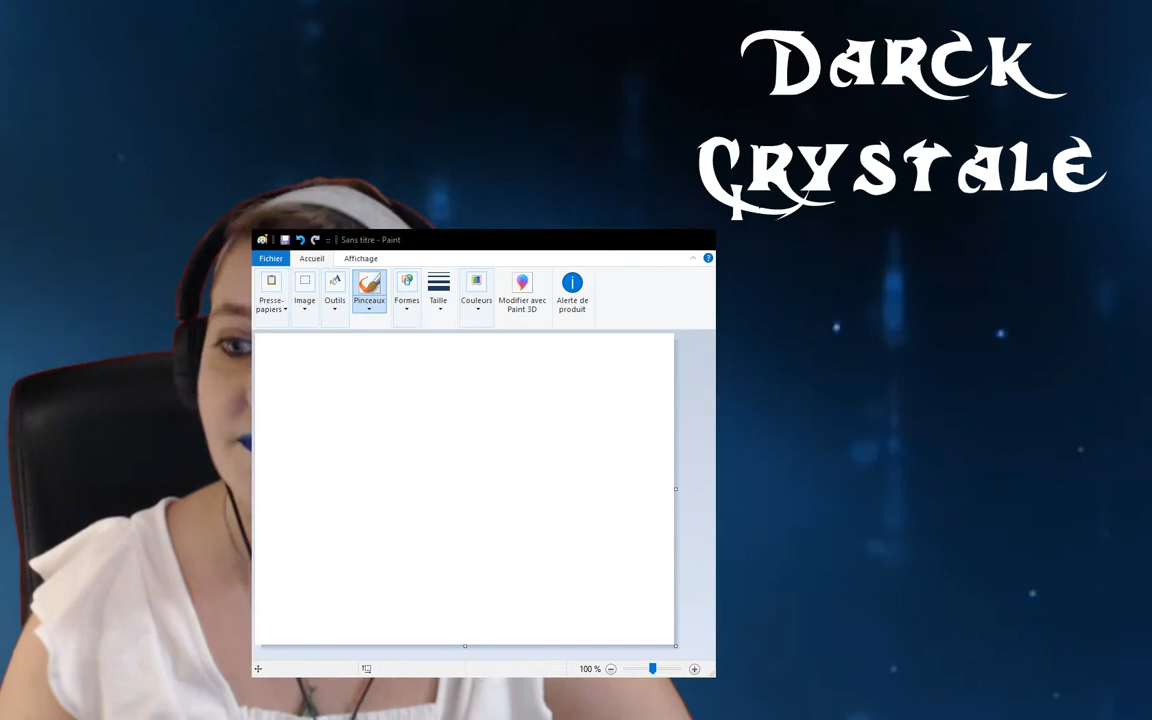 DARCK
CRYSTALE
Sans titre - Paint
Fichier Accueil Affichage
Presse-papiers Image Outils Pinceaux Formes Taille Couleurs Modifier avec Paint 3D Alerte de produit
100 %